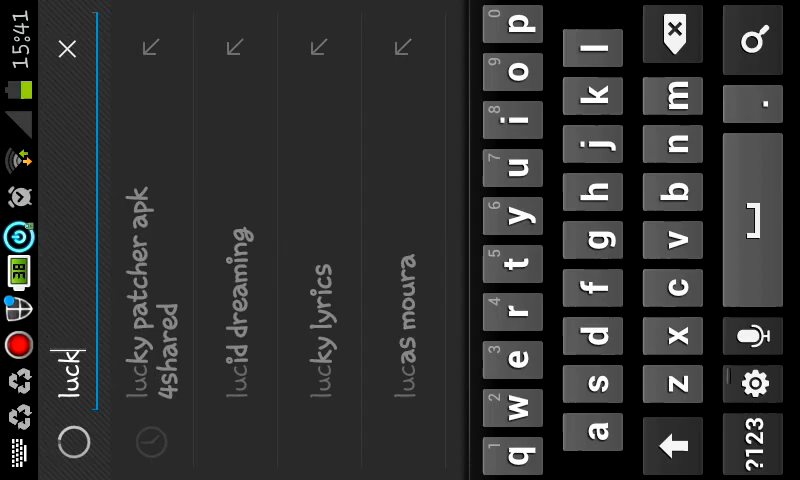 15:41
luck
lucky patcher apk
4shared
lucid dreaming
lucky lyrics
lucas moura
1 2 3 4 5 6 7 8 9 0
q w e r t y u i o p
a s d f g h j k l
z x c v b n m
?123 .